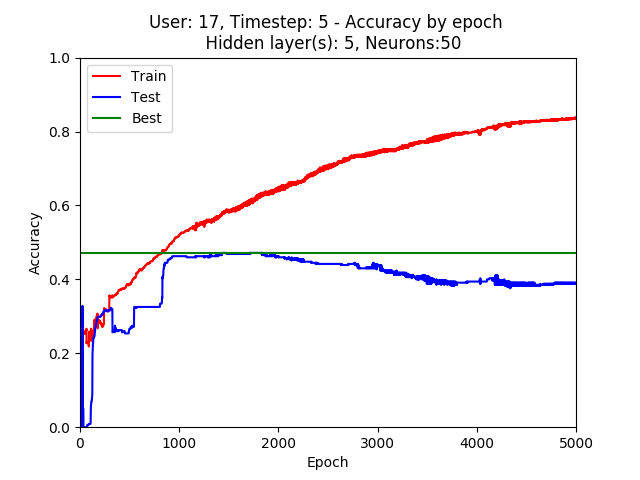 User: 17, Timestep: 5 - Accuracy by epoch
Hidden layer(s): 5, Neurons:50
Train
Test
Best
1.0
0.8
0.6
0.4
0.2
0.0
Accuracy
0 1000 2000 3000 4000 5000
Epoch